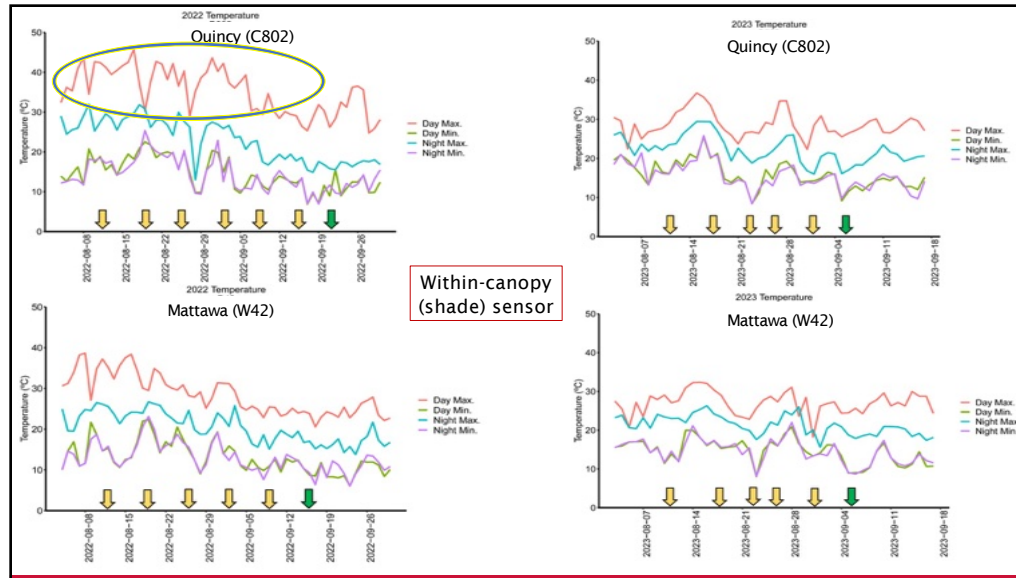 2022 Temperature
Quincy (C802)
Temperature (°C)
50
40
30
20
10
0
Day Max.
Day Min.
Night Max.
Night Min.
2022-08-08
2022-08-15
2022-08-22
2022-08-29
2022-09-05
2022-09-12
2022-09-19
2022-09-26
2023 Temperature
Quincy (C802)
Temperature (°C)
50
40
30
20
10
0
Day Max.
Day Min.
Night Max.
Night Min.
2023-08-07
2023-08-14
2023-08-21
2023-08-28
2023-09-04
2023-09-11
2023-09-18
Within-canopy
(shade) sensor
2022 Temperature
Mattawa (W42)
Temperature (°C)
50
40
30
20
10
0
Day Max.
Day Min.
Night Max.
Night Min.
2022-08-08
2022-08-15
2022-08-22
2022-08-29
2022-09-05
2022-09-12
2022-09-19
2022-09-26
2023 Temperature
Mattawa (W42)
Temperature (°C)
50
40
30
20
10
0
Day Max.
Day Min.
Night Max.
Night Min.
2023-08-07
2023-08-14
2023-08-21
2023-08-28
2023-09-04
2023-09-11
2023-09-18